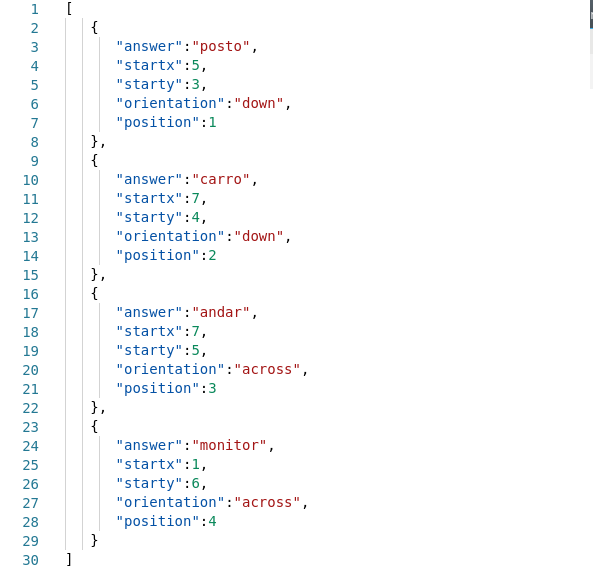 1 [
2 {
3 "answer":"posto",
4 "startx":5,
5 "starty":3,
6 "orientation":"down",
7 "position":1
8 },
9 {
10 "answer":"carro",
11 "startx":7,
12 "starty":4,
13 "orientation":"down",
14 "position":2
15 },
16 {
17 "answer":"andar",
18 "startx":7,
19 "starty":5,
20 "orientation":"across",
21 "position":3
22 },
23 {
24 "answer":"monitor",
25 "startx":1,
26 "starty":6,
27 "orientation":"across",
28 "position":4
29 }
30 ]